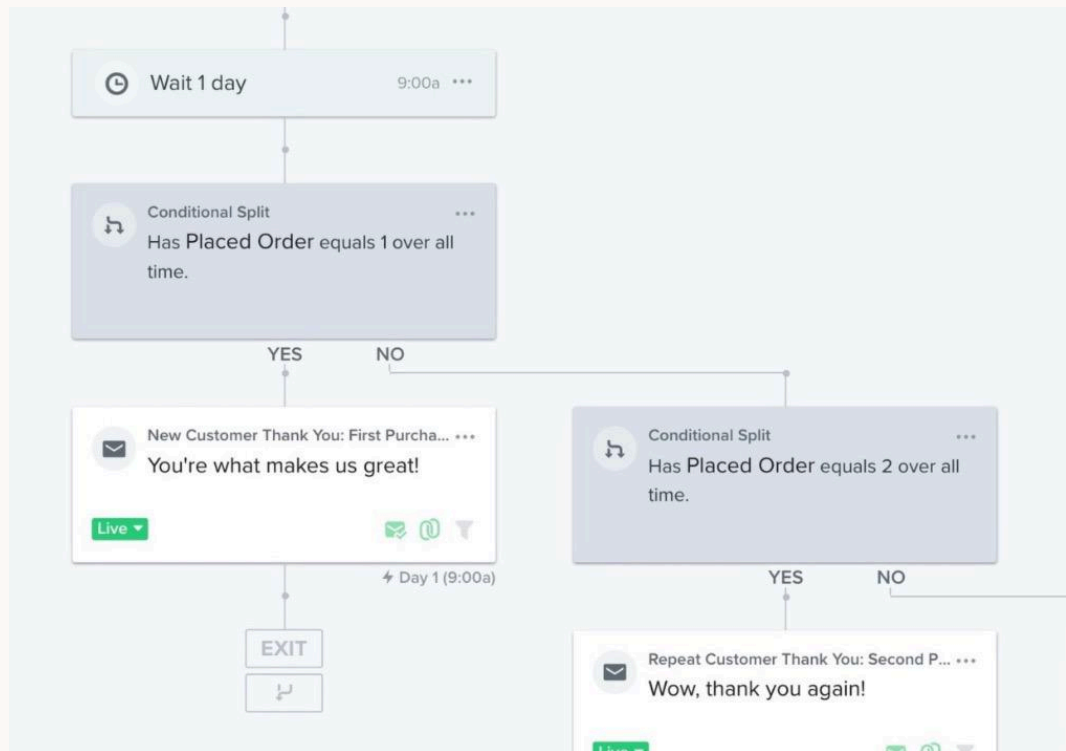 Wait 1 day
9:00a
Conditional Split
Has Placed Order equals 1 over all
time.
YES
NO
New Customer Thank You: First Purcha...
You're what makes us great!
Live
Day 1 (9:00a)
EXIT
Conditional Split
Has Placed Order equals 2 over all
time.
YES
NO
Repeat Customer Thank You: Second P...
Wow, thank you again!
Live